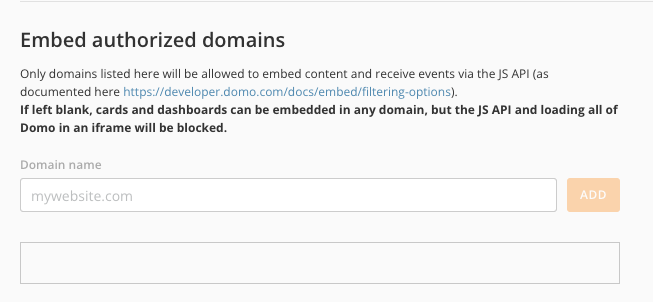 Embed authorized domains
Only domains listed here will be allowed to embed content and receive events via the JS API (as
documented here https://developer.domo.com/docs/embed/filtering-options).
If left blank, cards and dashboards can be embedded in any domain, but the JS API and loading all of
Domo in an iframe will be blocked.
Domain name
mywebsite.com
ADD